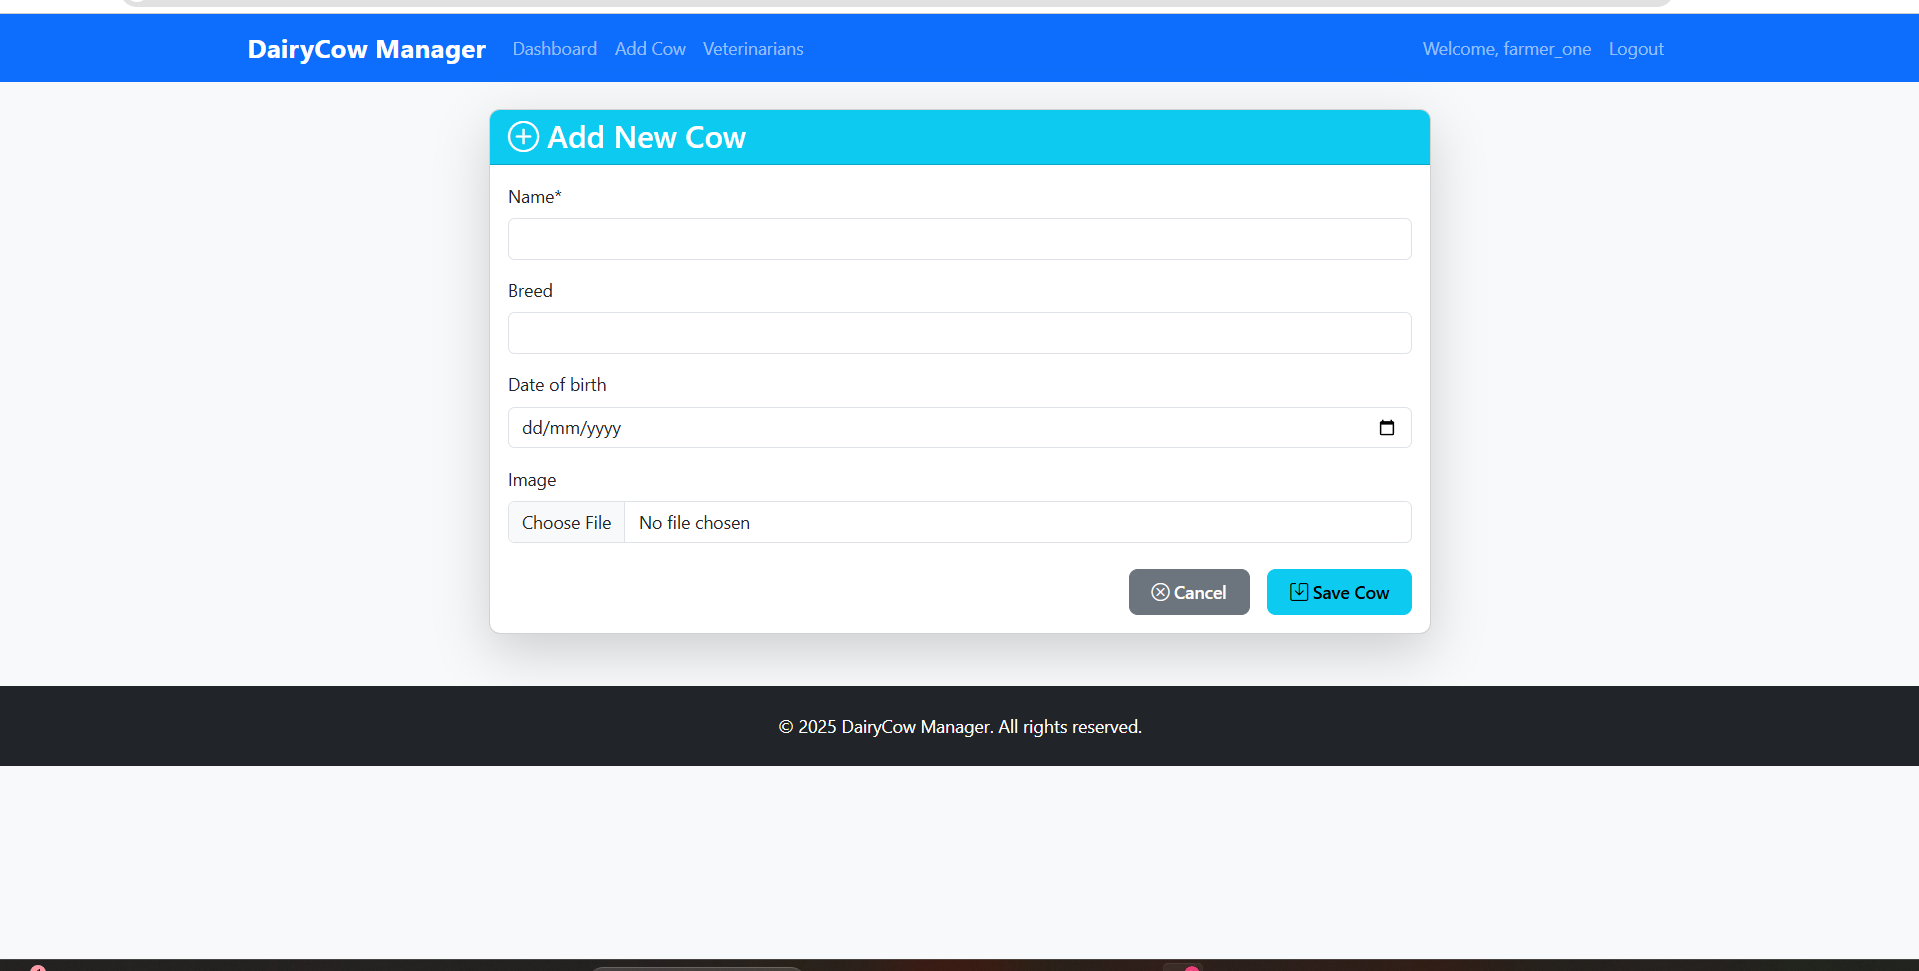 DairyCow Manager Dashboard Add Cow Veterinarians Welcome, farmer_one Logout
Add New Cow
Name*
Breed
Date of birth
dd/mm/yyyy
Image
Choose File No file chosen
Cancel Save Cow
© 2025 DairyCow Manager. All rights reserved.